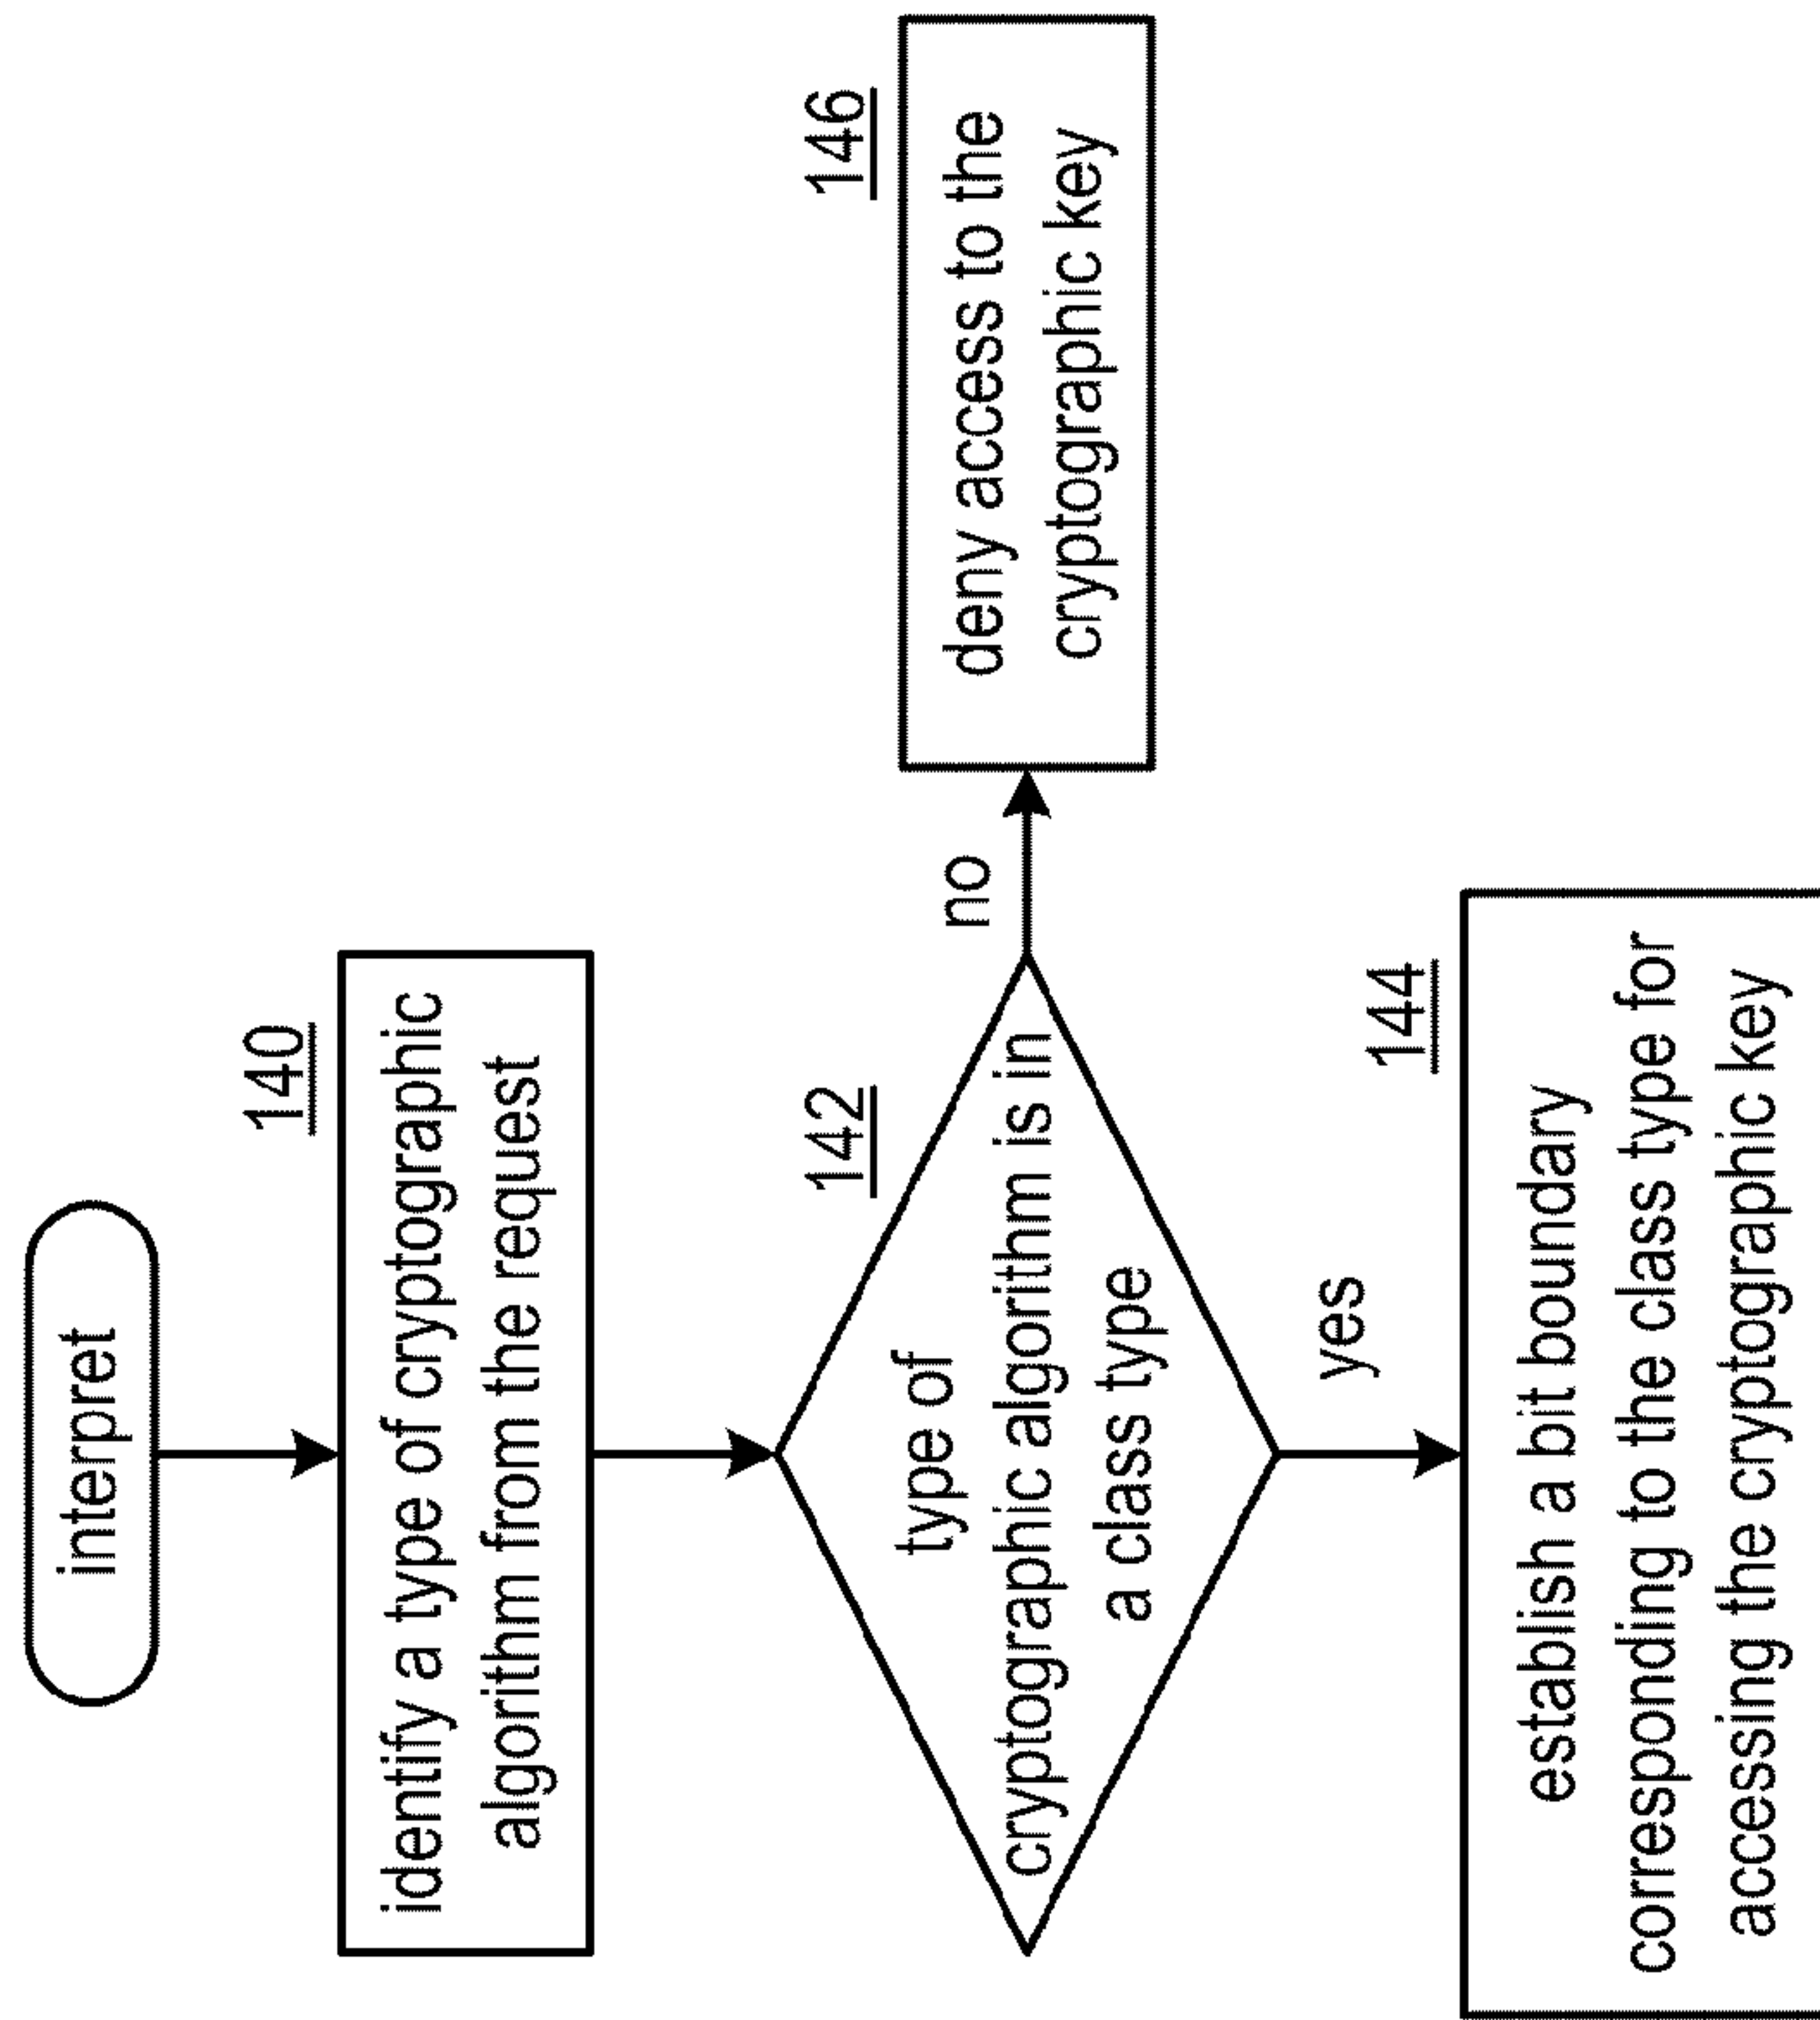 interpret
140
identify a type of cryptographic
algorithm from the request
142
type of
cryptographic algorithm is in
a class type
no
146
deny access to the
cryptographic key
yes
144
establish a bit boundary
corresponding to the class type for
accessing the cryptographic key